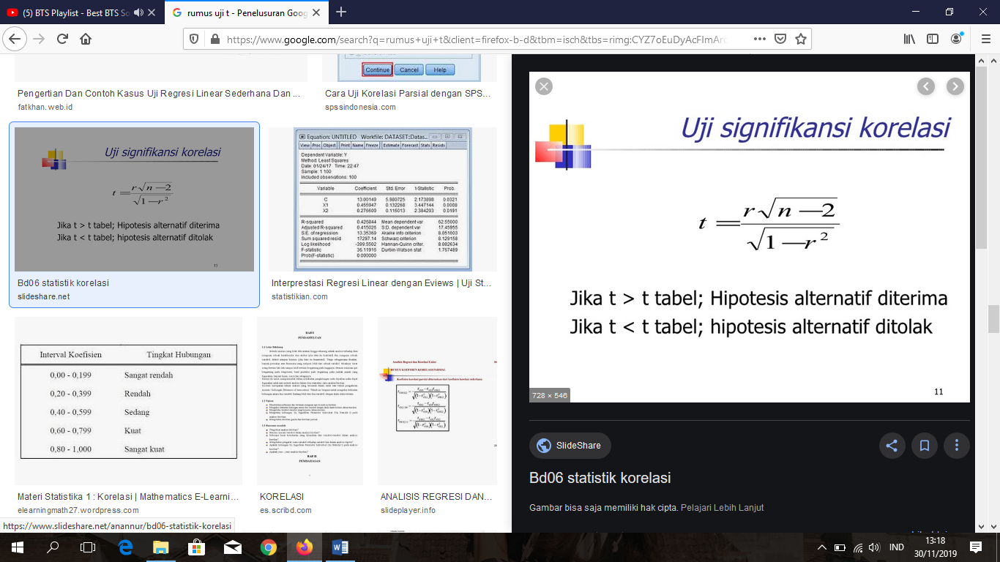 (5) BTS Playlist - Best BTS So
rumus uji t - Penelusuran Goog
https://www.google.com/search?q=rumus+uji+t&client=firefox-b-d&tbm=isch&tbs=rimg:CYZ7oEuDyAcFImAr
Continue Cancel Help
Pengertian Dan Contoh Kasus Uji Regresi Linear Sederhana Dan ...
fatkhan.web.id
Cara Uji Korelasi Parsial dengan SPS...
spssindonesia.com
Uji signifikansi korelasi
t = r√n−2 / √1−r²
Jika t > t tabel; Hipotesis alternatif diterima
Jika t < t tabel; hipotesis alternatif ditolak
11
Bd06 statistik korelasi
slideshare.net
Equation: UNTITLED Workfile: DATASET::Datas...
View Proc Object Print Name Freeze Estimate Forecast Stats Resids
Dependent Variable: Y
Method: Least Squares
Date: 01/24/17 Time: 22:47
Sample: 1 100
Included observations: 100
Variable Coefficient Std. Error t-Statistic Prob.
C 13.00149 5.980725 2.173898 0.0321
X1 0.455947 0.132268 3.447144 0.0008
X2 0.276609 0.116013 2.384293 0.0191
R-squared 0.426844 Mean dependent var 62.55000
Adjusted R-squared 0.415026 S.D. dependent var 17.45955
S.E. of regression 13.35369 Akaike info criterion 8.051003
Sum squared resid 17297.14 Schwarz criterion 8.129158
Log likelihood -399.5502 Hannan-Quinn criter. 8.082634
F-statistic 36.11916 Durbin-Watson stat 1.767489
Prob(F-statistic) 0.000000
Interprestasi Regresi Linear dengan Eviews | Uji St...
statistikian.com
Interval Koefisien Tingkat Hubungan
0,00 - 0,199 Sangat rendah
0,20 - 0,399 Rendah
0,40 - 0,599 Sedang
0,60 - 0,799 Kuat
0,80 - 1,000 Sangat kuat
Materi Statistika 1 : Korelasi | Mathematics E-Learni...
elearningmath27.wordpress.com
BAB I
PENDAHULUAN
BAB II
PEMBAHASAN
KORELASI
es.scribd.com
Analisis Regresi dan Korelasi Linier
RUMUS KOEFISIEN KORELASI PARSIAL
ANALISIS REGRESI DAN...
slideplayer.info
https://www.slideshare.net/anannur/bd06-statistik-korelasi
Uji signifikansi korelasi
t = r√n−2 / √1−r²
Jika t > t tabel; Hipotesis alternatif diterima
Jika t < t tabel; hipotesis alternatif ditolak
728 × 546
11
SlideShare
Bd06 statistik korelasi
Gambar bisa saja memiliki hak cipta. Pelajari Lebih Lanjut
IND
13:18
30/11/2019